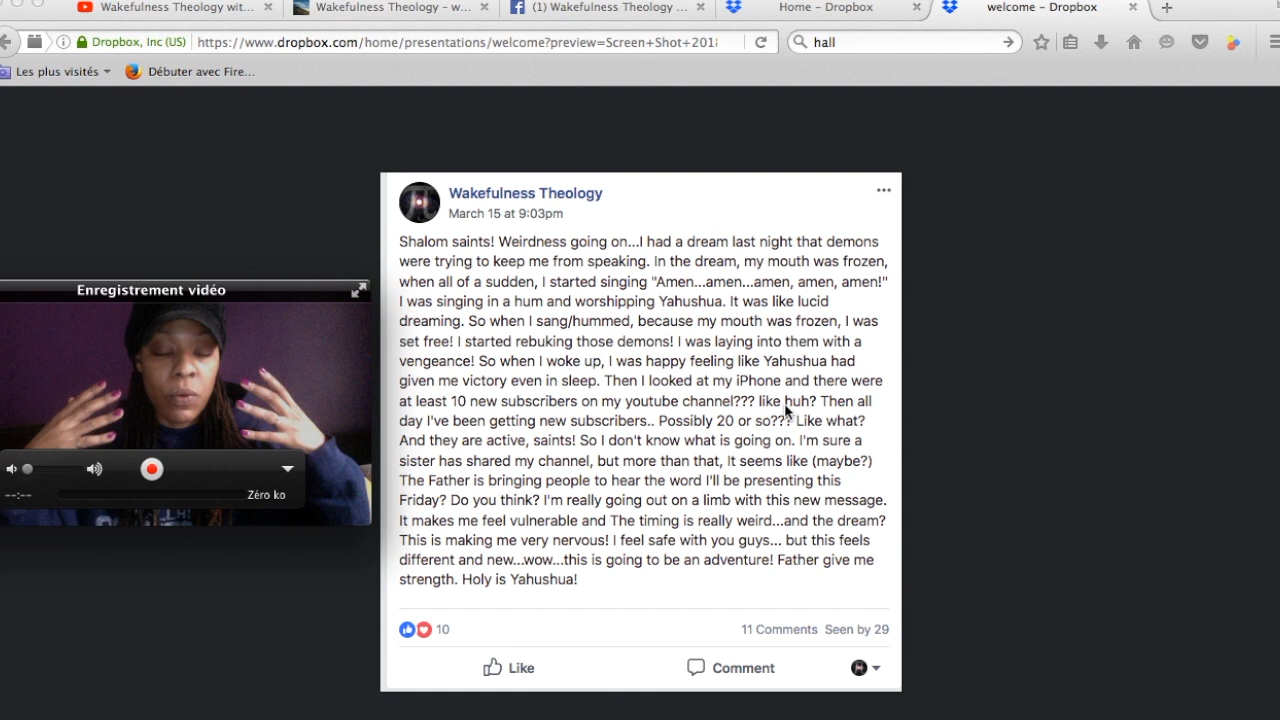 Wakefulness Theology wit...
Wakefulness Theology - w...
(1) Wakefulness Theology ...
Home - Dropbox
welcome - Dropbox
Dropbox, Inc (US)
https://www.dropbox.com/home/presentations/welcome?preview=Screen+Shot+201
hall
Les plus visités
Débuter avec Fire...
Wakefulness Theology
March 15 at 9:03pm
Shalom saints! Weirdness going on...I had a dream last night that demons
were trying to keep me from speaking. In the dream, my mouth was frozen,
when all of a sudden, I started singing "Amen...amen...amen, amen, amen!"
I was singing in a hum and worshipping Yahushua. It was like lucid
dreaming. So when I sang/hummed, because my mouth was frozen, I was
set free! I started rebuking those demons! I was laying into them with a
vengeance! So when I woke up, I was happy feeling like Yahushua had
given me victory even in sleep. Then I looked at my iPhone and there were
at least 10 new subscribers on my youtube channel??? like huh? Then all
day I've been getting new subscribers.. Possibly 20 or so??? Like what?
And they are active, saints! So I don't know what is going on. I'm sure a
sister has shared my channel, but more than that, It seems like (maybe?)
The Father is bringing people to hear the word I'll be presenting this
Friday? Do you think? I'm really going out on a limb with this new message.
It makes me feel vulnerable and The timing is really weird...and the dream?
This is making me very nervous! I feel safe with you guys... but this feels
different and new...wow...this is going to be an adventure! Father give me
strength. Holy is Yahushua!
10
11 Comments Seen by 29
Like
Comment
Enregistrement vidéo
--:--
Zéro ko